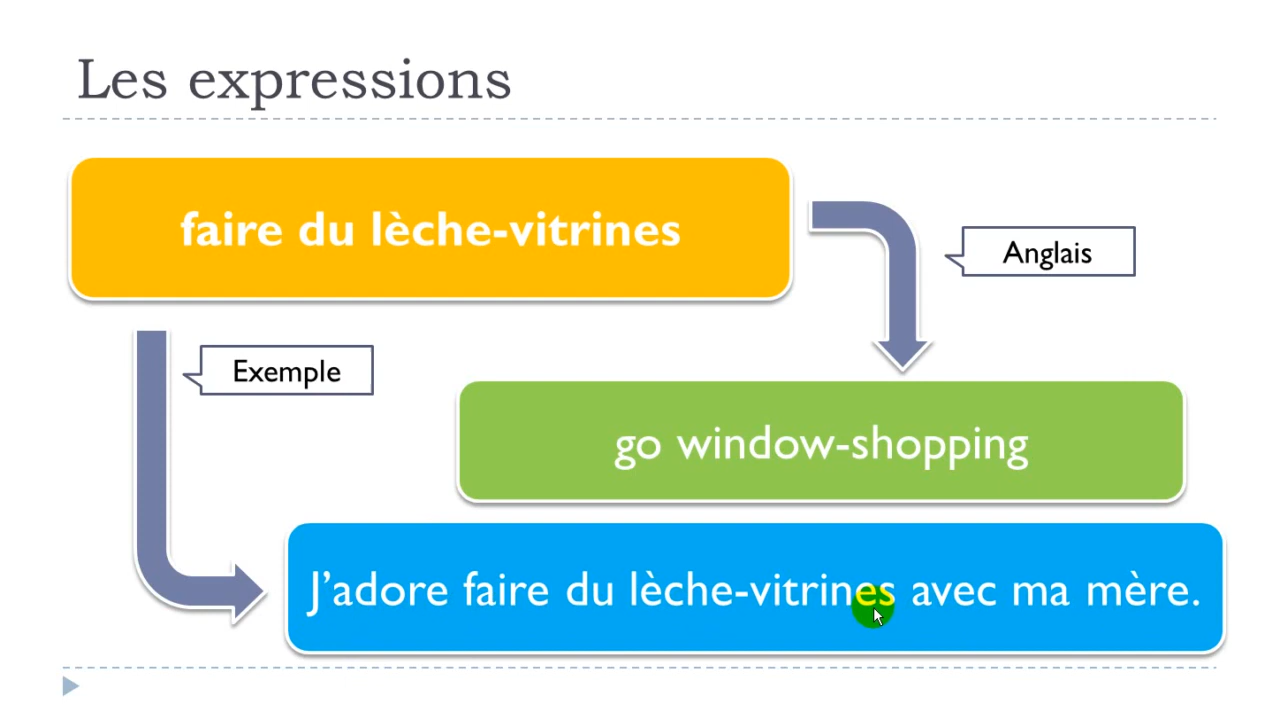 Les expressions
faire du lèche-vitrines
Anglais
Exemple
go window-shopping
J’adore faire du lèche-vitrines avec ma mère.